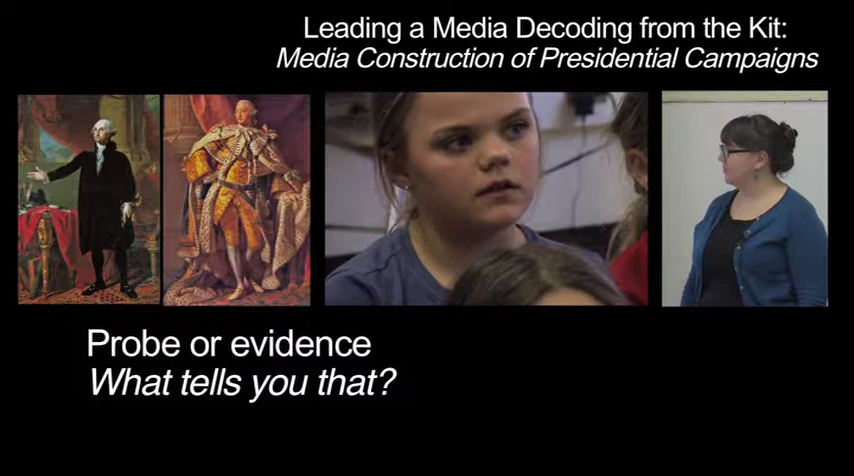 Leading a Media Decoding from the Kit:
Media Construction of Presidential Campaigns
Probe or evidence
What tells you that?